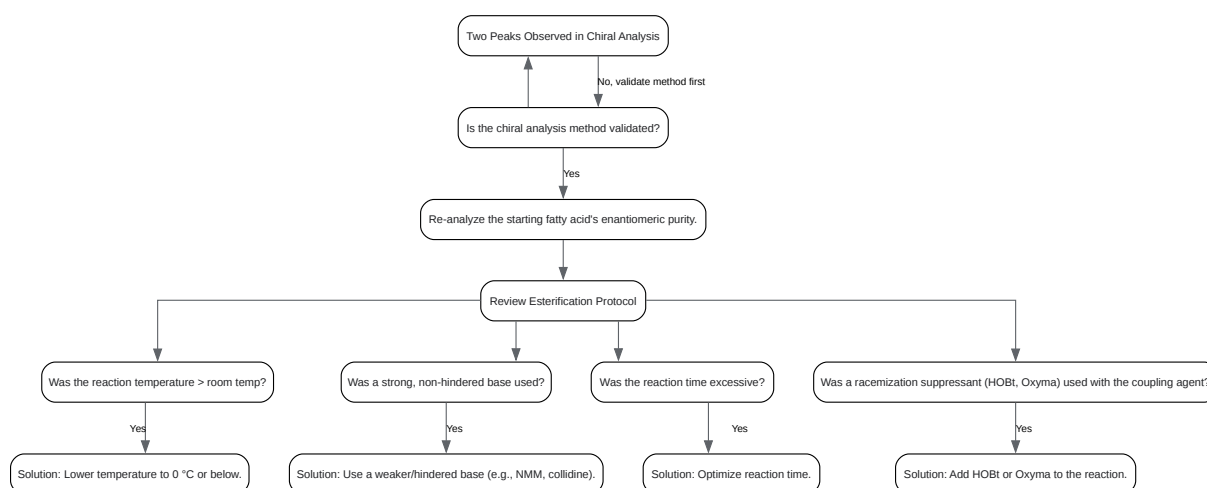 Two Peaks Observed in Chiral Analysis
No, validate method first
Is the chiral analysis method validated?
Yes
Re-analyze the starting fatty acid's enantiomeric purity.
Review Esterification Protocol
Was the reaction temperature > room temp?
Was a strong, non-hindered base used?
Was the reaction time excessive?
Was a racemization suppressant (HOBt, Oxyma) used with the coupling agent?
Yes
Yes
Yes
Yes
Solution: Lower temperature to 0 °C or below.
Solution: Use a weaker/hindered base (e.g., NMM, collidine).
Solution: Optimize reaction time.
Solution: Add HOBt or Oxyma to the reaction.